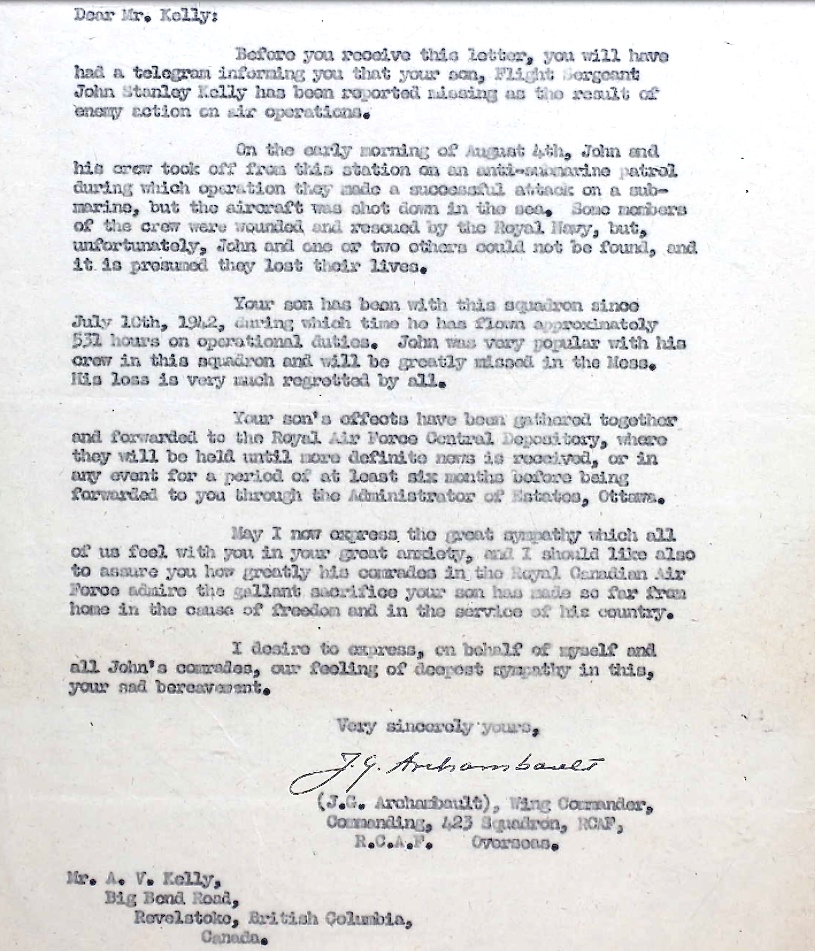 Dear Mr. Kelly:
Before you receive this letter, you will have
had a telegram informing you that your son, Flight Sergeant
John Stanley Kelly has been reported missing as the result of
enemy action on air operations.
On the early morning of August 4th, John and
his crew took off from this station on an anti-submarine patrol
during which operation they made a successful attack on a sub-
marine, but the aircraft was shot down in the sea. Some members
of the crew were wounded and rescued by the Royal Navy, but,
unfortunately, John and one or two others could not be found, and
it is presumed they lost their lives.
Your son has been with this squadron since
July 10th, 1942, during which time he has flown approximately
531 hours on operational duties. John was very popular with his
crew in this squadron and will be greatly missed in the Mess.
His loss is very much regretted by all.
Your son's effects have been gathered together
and forwarded to the Royal Air Force Central Depository, where
they will be held until more definite news is received, or in
any event for a period of at least six months before being
forwarded to you through the Administrator of Estates, Ottawa.
May I now express the great sympathy which all
of us feel with you in your great anxiety, and I should like also
to assure you how greatly his comrades in the Royal Canadian Air
Force admire the gallant sacrifice your son has made so far from
home in the cause of freedom and in the service of his country.
I desire to express, on behalf of myself and
all John's comrades, our feeling of deepest sympathy in this,
your sad bereavement.
Very sincerely yours,
J.G. Archambault
(J.G. Archambault), Wing Commander,
Commanding, 423 Squadron, RCAF,
R.C.A.F. Overseas.
Mr. A. V. Kelly,
Big Bend Road,
Revelstoke, British Columbia,
Canada.